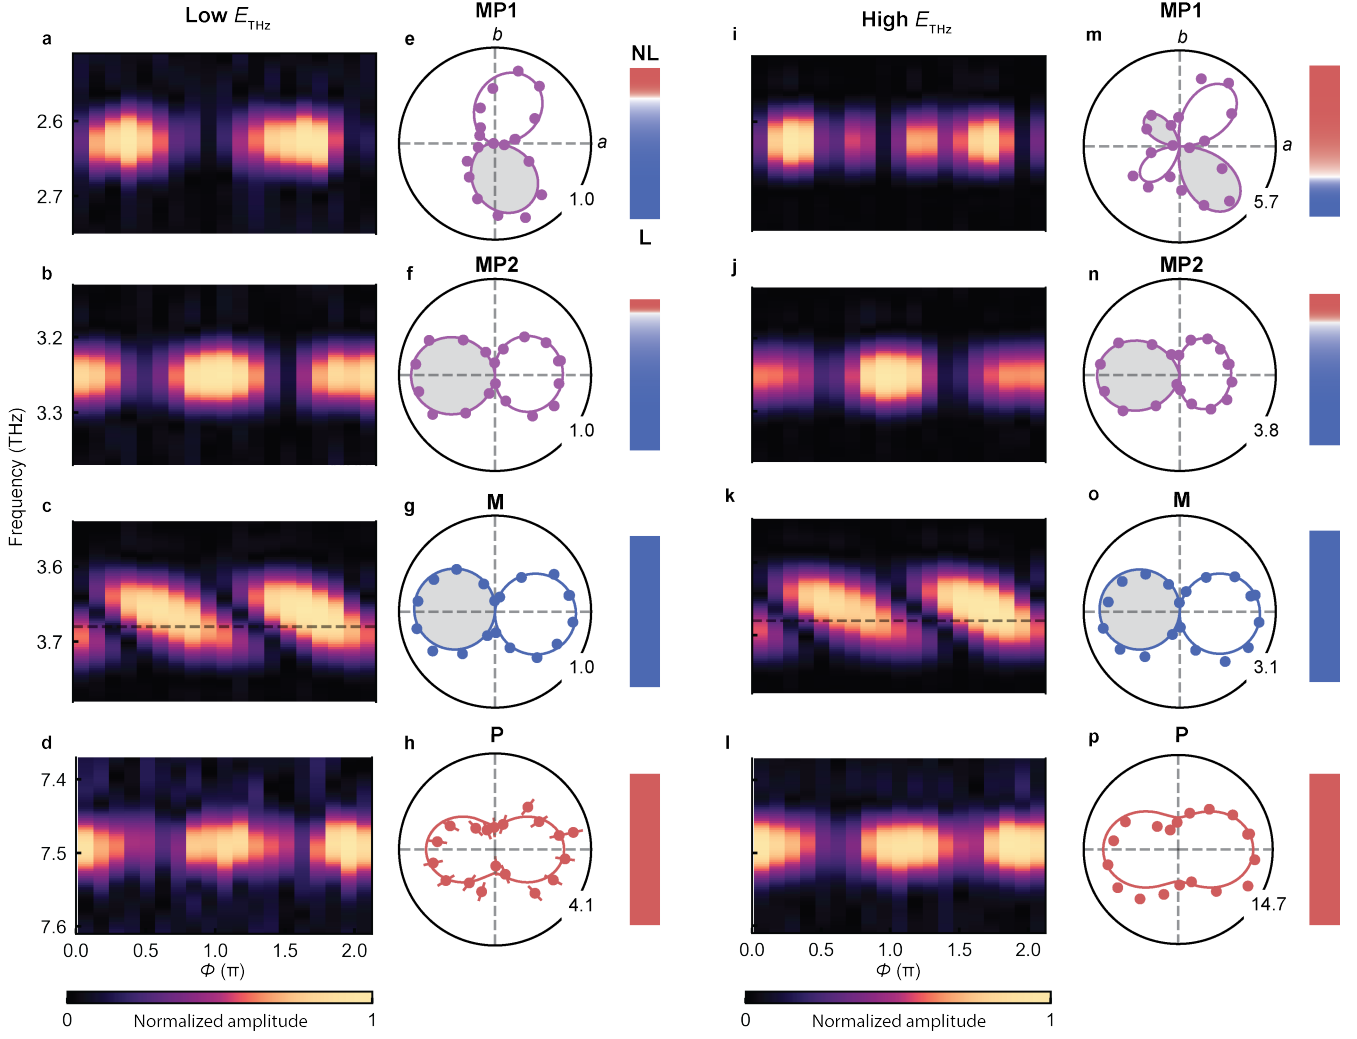 Low E_THz
High E_THz
MP1
MP1
a
e
b
NL
i
m
b
2.6
a
a
2.7
1.0
5.7
L
b
f
MP2
j
n
MP2
3.2
3.3
1.0
3.8
Frequency (THz)
c
g
M
k
o
M
3.6
3.7
1.0
3.1
d
h
P
l
p
P
7.4
7.5
4.1
14.7
7.6
0.0 0.5 1.0 1.5 2.0
0.0 0.5 1.0 1.5 2.0
Φ (π)
Φ (π)
0 Normalized amplitude 1
0 Normalized amplitude 1